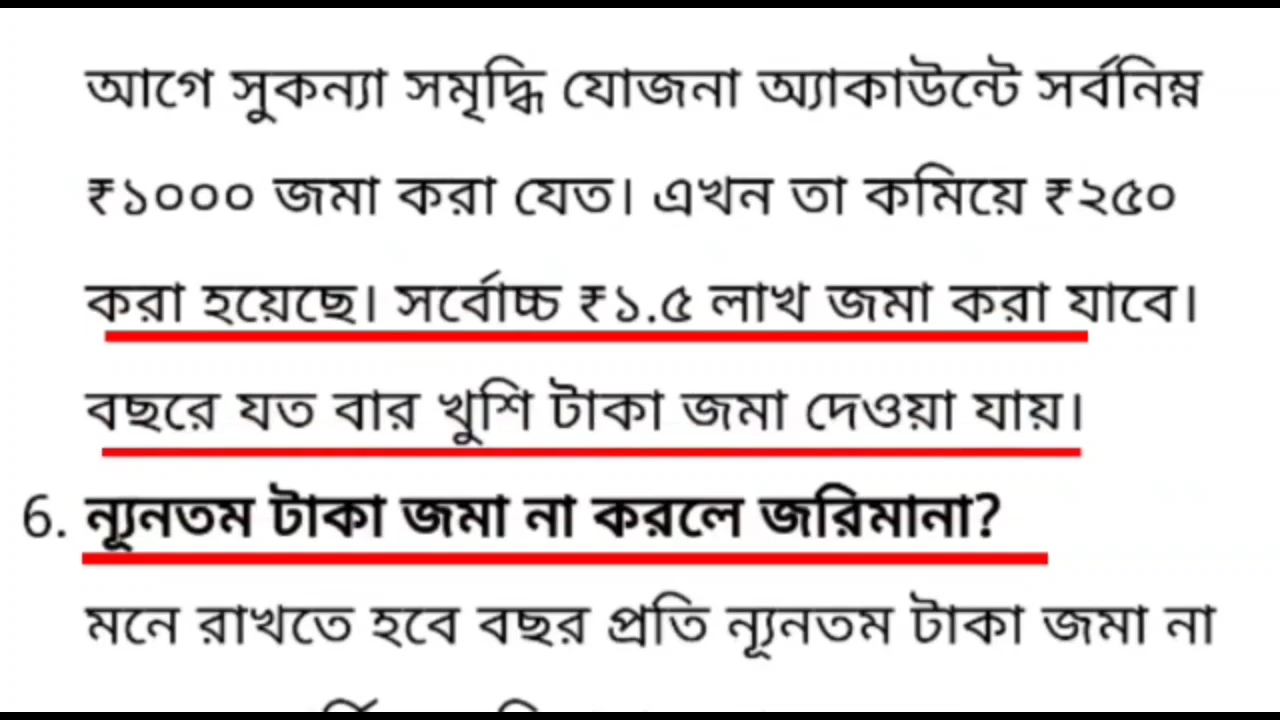 আগে সুকন্যা সমৃদ্ধি যোজনা অ্যাকাউন্টে সর্বনিম্ন
₹১০০০ জমা করা যেত। এখন তা কমিয়ে ₹২৫০
করা হয়েছে। সর্বোচ্চ ₹১.৫ লাখ জমা করা যাবে।
বছরে যত বার খুশি টাকা জমা দেওয়া যায়।
6. ন্যূনতম টাকা জমা না করলে জরিমানা?
মনে রাখতে হবে বছর প্রতি ন্যূনতম টাকা জমা না